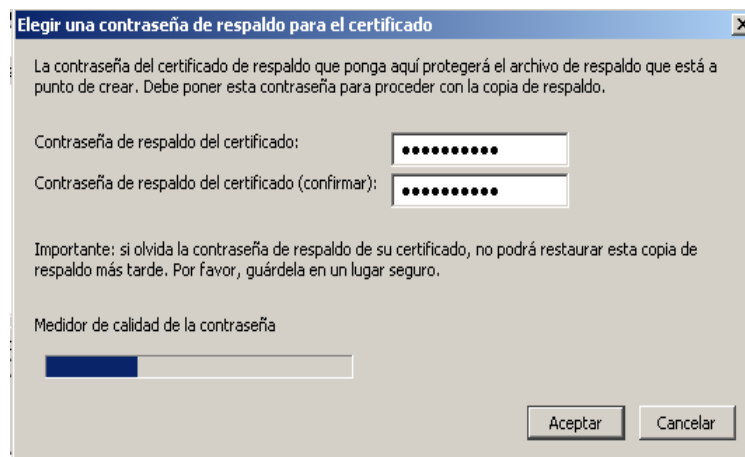 Elegir una contraseña de respaldo para el certificado
La contraseña del certificado de respaldo que ponga aquí protegerá el archivo de respaldo que está a
punto de crear. Debe poner esta contraseña para proceder con la copia de respaldo.
Contraseña de respaldo del certificado:
Contraseña de respaldo del certificado (confirmar):
Importante: si olvida la contraseña de respaldo de su certificado, no podrá restaurar esta copia de
respaldo más tarde. Por favor, guárdela en un lugar seguro.
Medidor de calidad de la contraseña
Aceptar
Cancelar